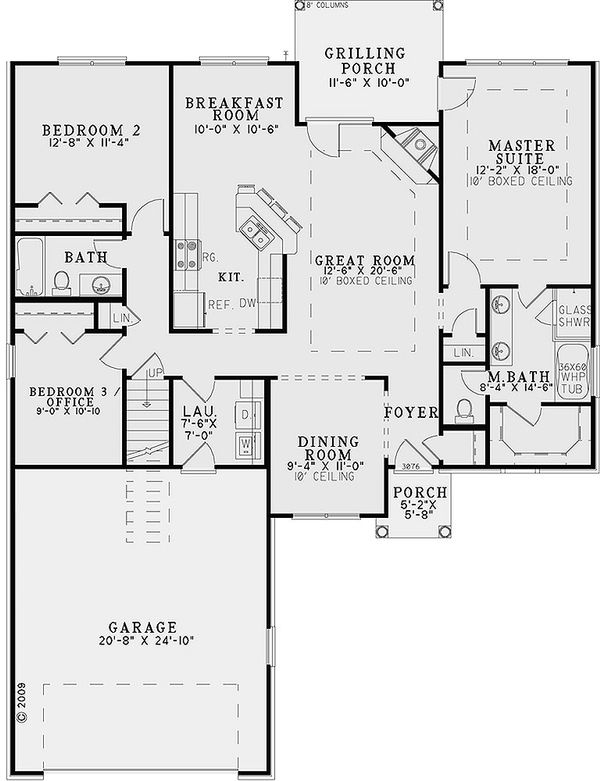 8' COLUMNS
GRILLING
PORCH
11'-6" X 10'-0"
BREAKFAST
ROOM
10'-0" X 10'-6"
BEDROOM 2
12'-8" X 11'-4"
MASTER
SUITE
12'-2" X 18'-0"
10' BOXED CEILING
BATH
RG.
KIT.
REF.
DW
GREAT ROOM
12'-6" X 20'-6"
10' BOXED CEILING
LIN
GLASS
SHWR
LIN.
36X60
WHP
TUB
M.BATH
8'-4" X 14'-6"
UP
BEDROOM 3 /
OFFICE
9'-0" X 10'-10
LAU.
7'-6"X
7'-0"
D
W
FOYER
DINING
ROOM
9'-4" X 11'-0"
10' CEILING
3076
PORCH
5'-2"X
5'-8"
GARAGE
20'-8" X 24'-10"
© 2009